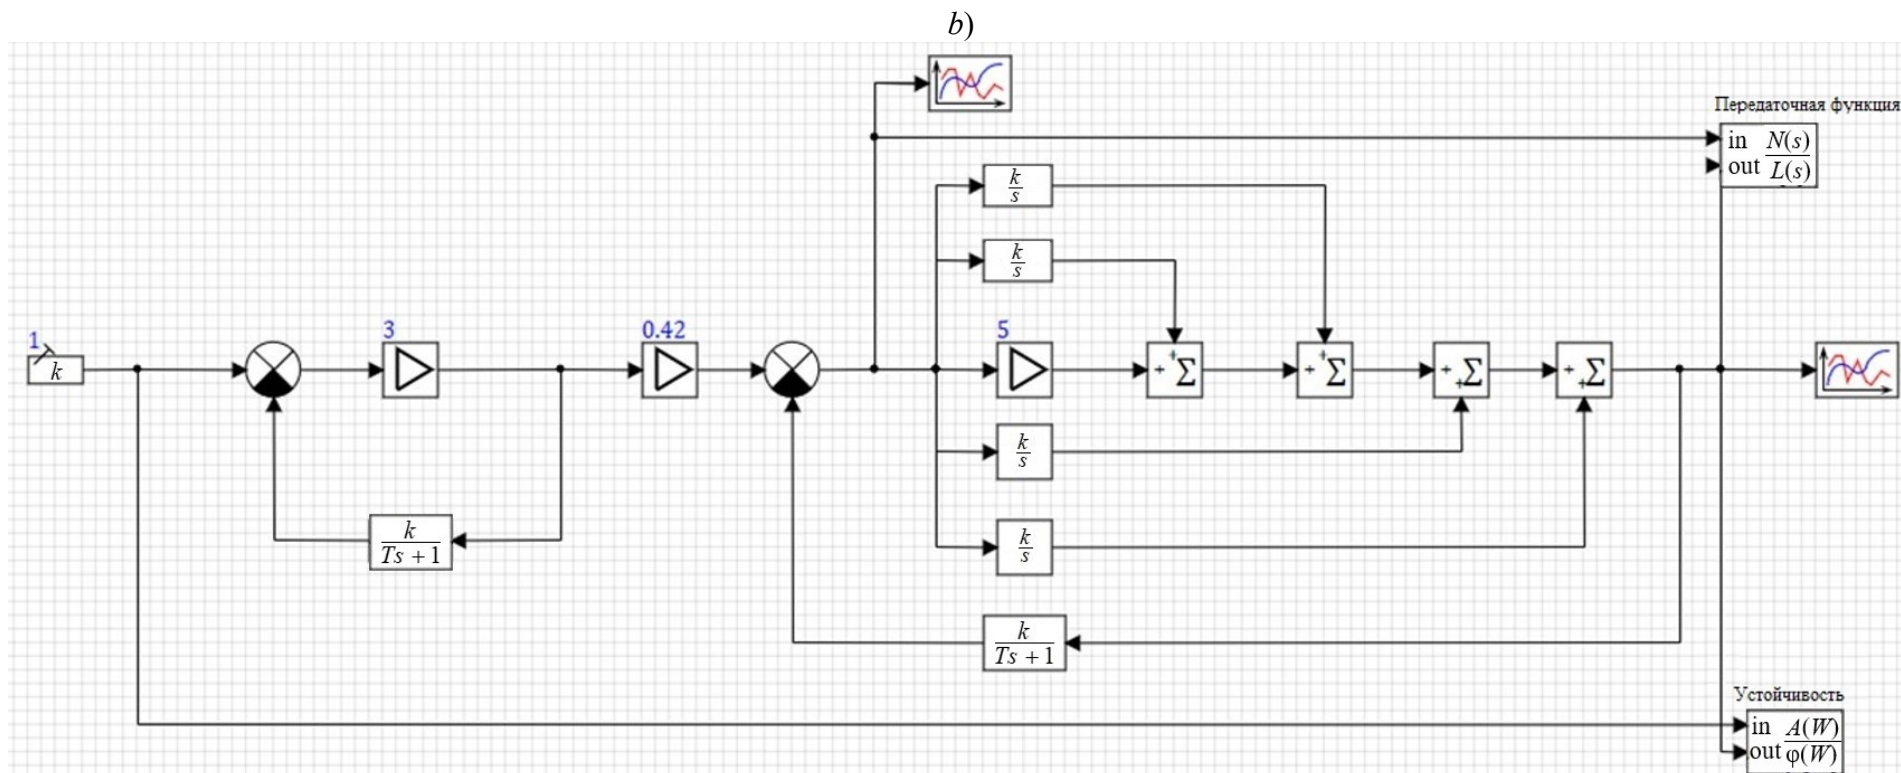 b)
Передаточная функция
in N(s)
out L(s)
k
s
k
s
1
3
0.42
5
k
+
+ Σ
+
+ Σ
+ Σ
+
+ Σ
+
k
s
k
Ts + 1
k
s
k
Ts + 1
Устойчивость
in A(W)
out φ(W)